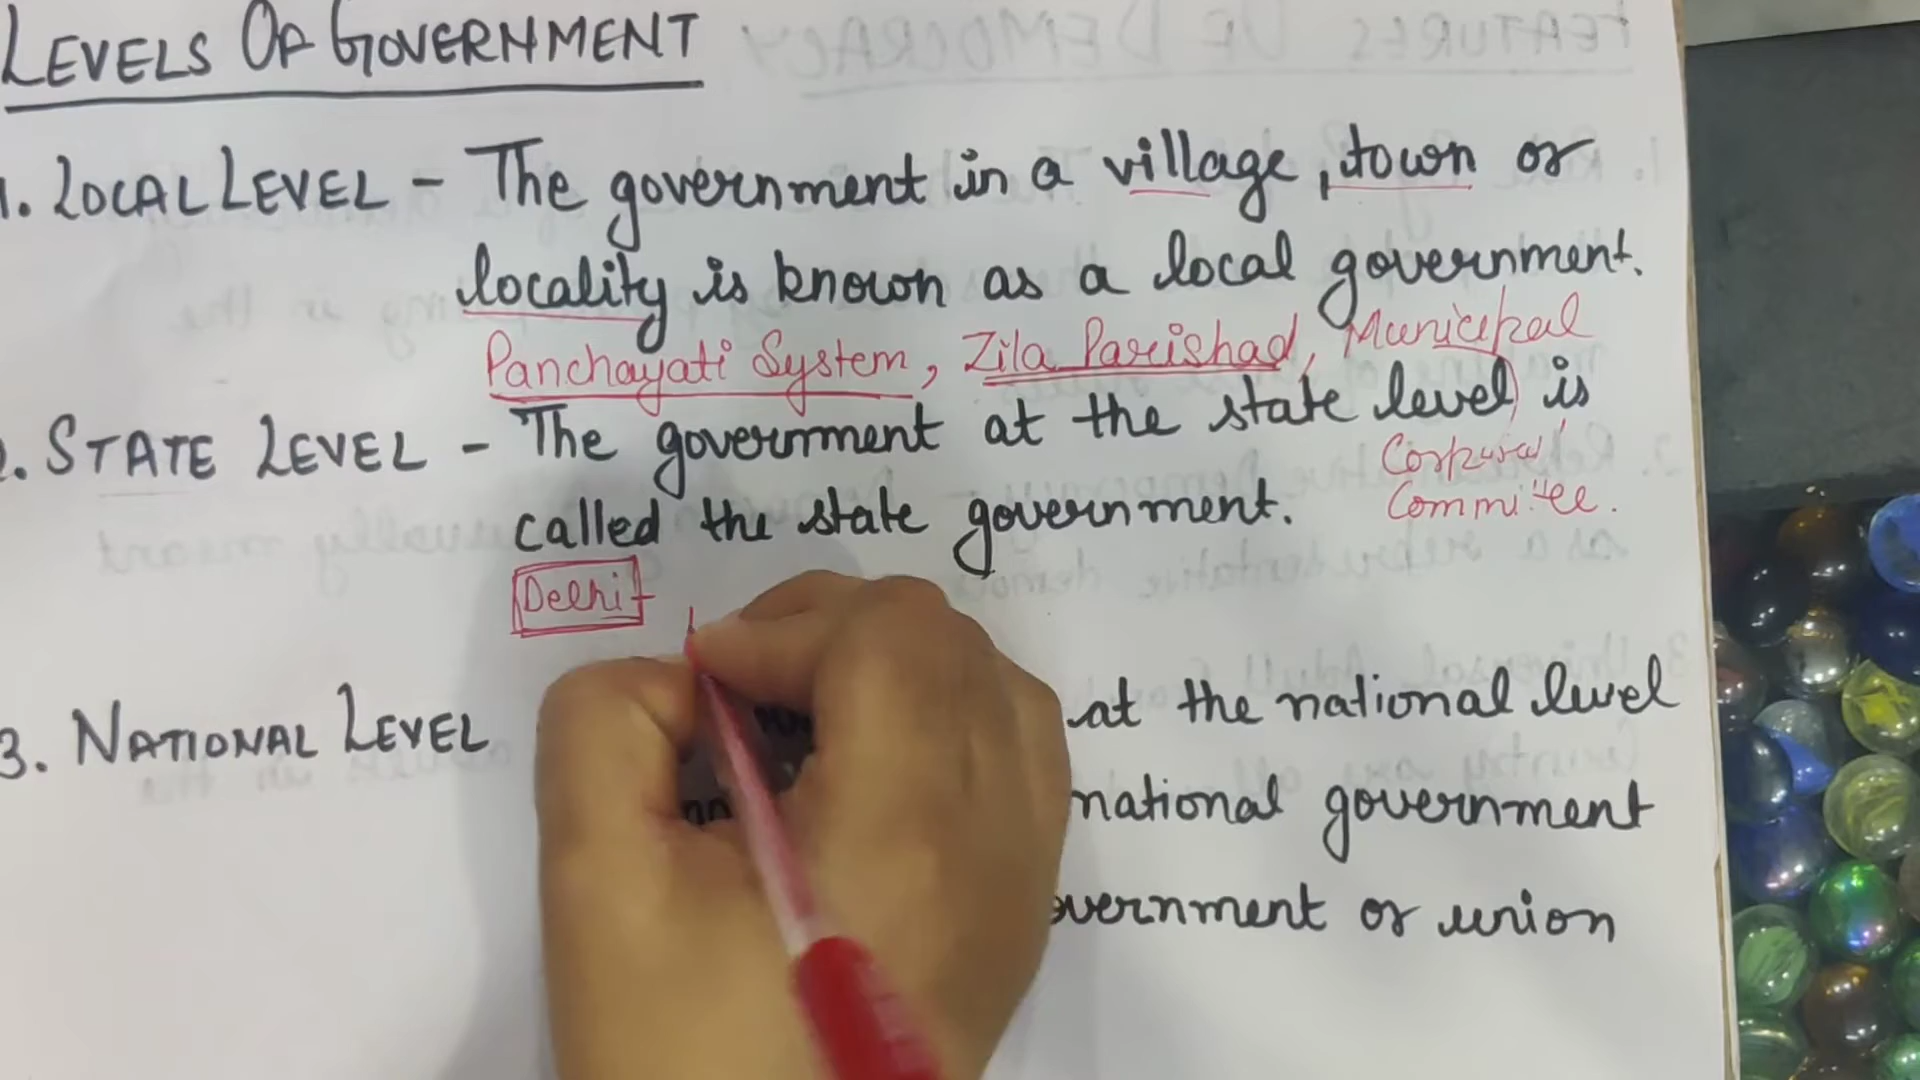 LEVELS OF GOVERNMENT
1. LOCAL LEVEL - The government in a village, town or
locality is known as a local government.
Panchayati System, Zila Parishad, Municipal
2. STATE LEVEL - The government at the state level is
Committee.
called the state government.
Delhi
3. NATIONAL LEVEL at the national level
national government
or union